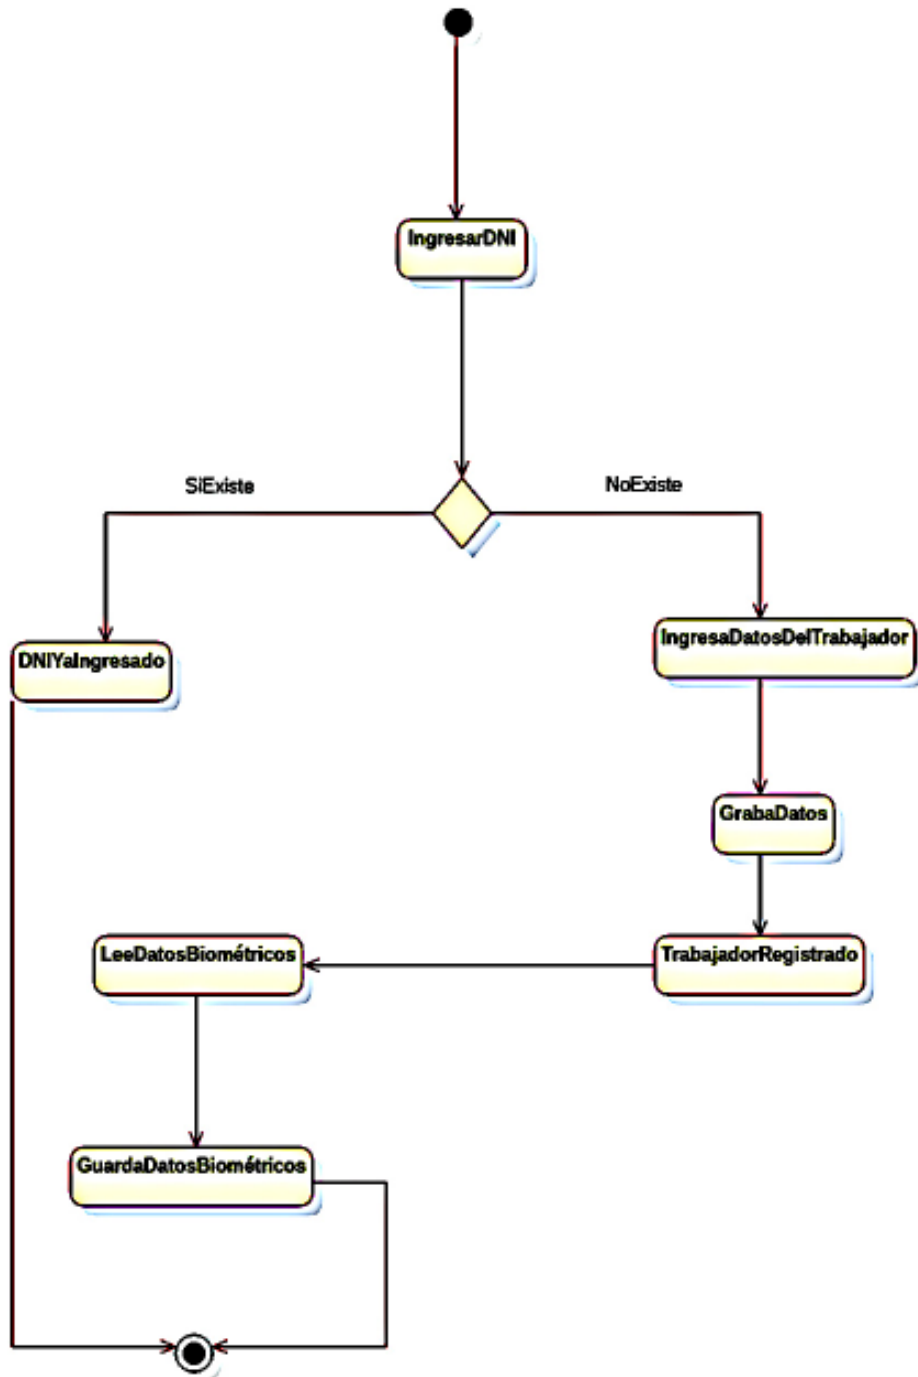 IngresarDNI
SiExiste
NoExiste
DNIYaIngresado
IngresaDatosDelTrabajador
GrabaDatos
LeeDatosBiométricos
TrabajadorRegistrado
GuardaDatosBiométricos